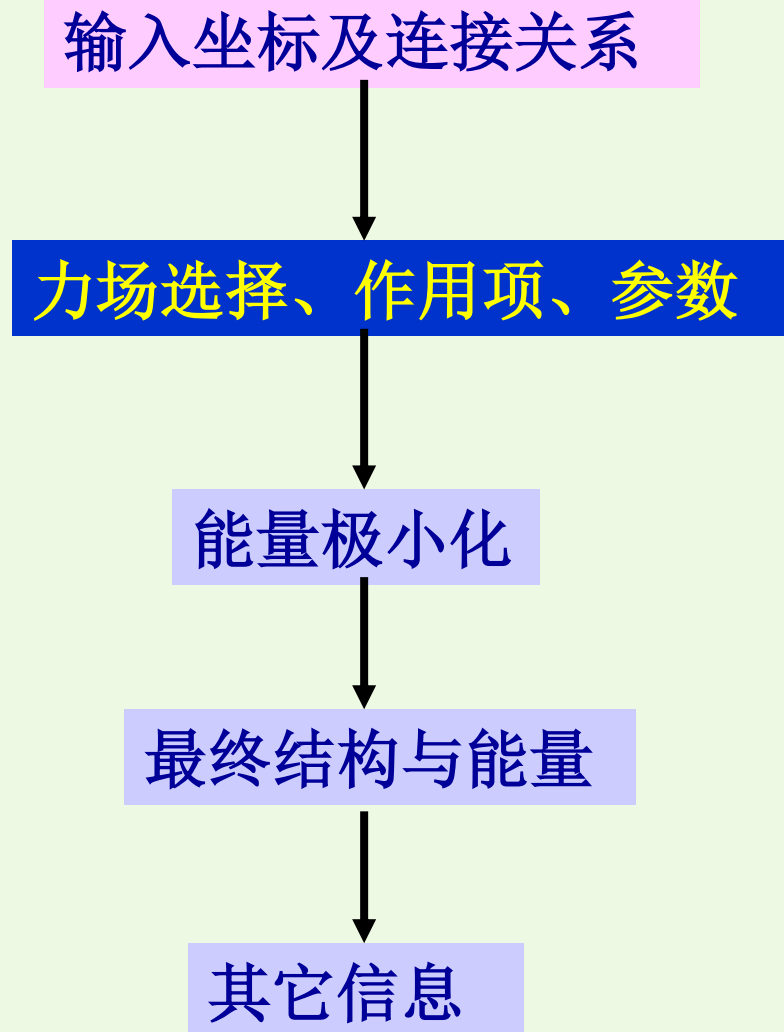 输入坐标及连接关系
力场选择、作用项、参数
能量极小化
最终结构与能量
其它信息